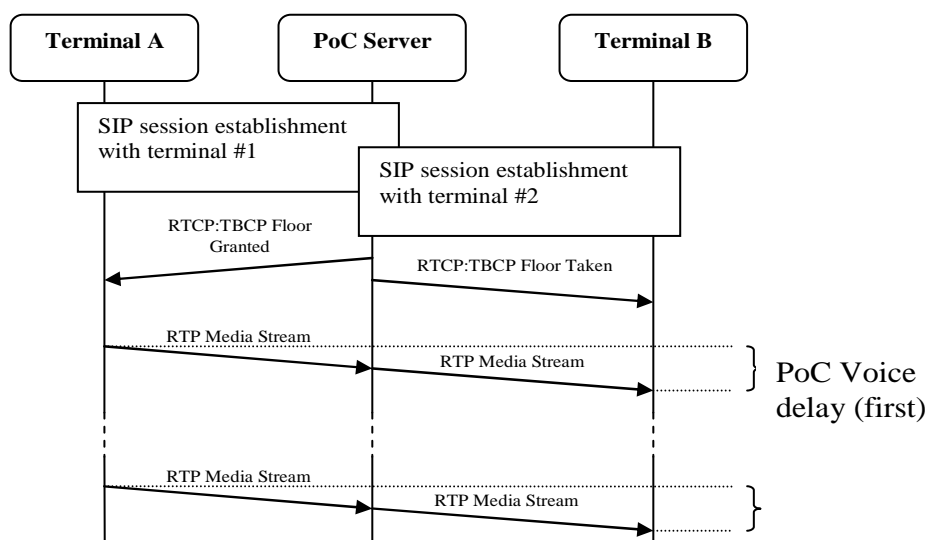 Terminal A
PoC Server
Terminal B
SIP session establishment
with terminal #1
SIP session establishment
with terminal #2
RTCP:TBCP Floor
Granted
RTCP:TBCP Floor Taken
RTP Media Stream
RTP Media Stream
PoC Voice
delay (first)
RTP Media Stream
RTP Media Stream